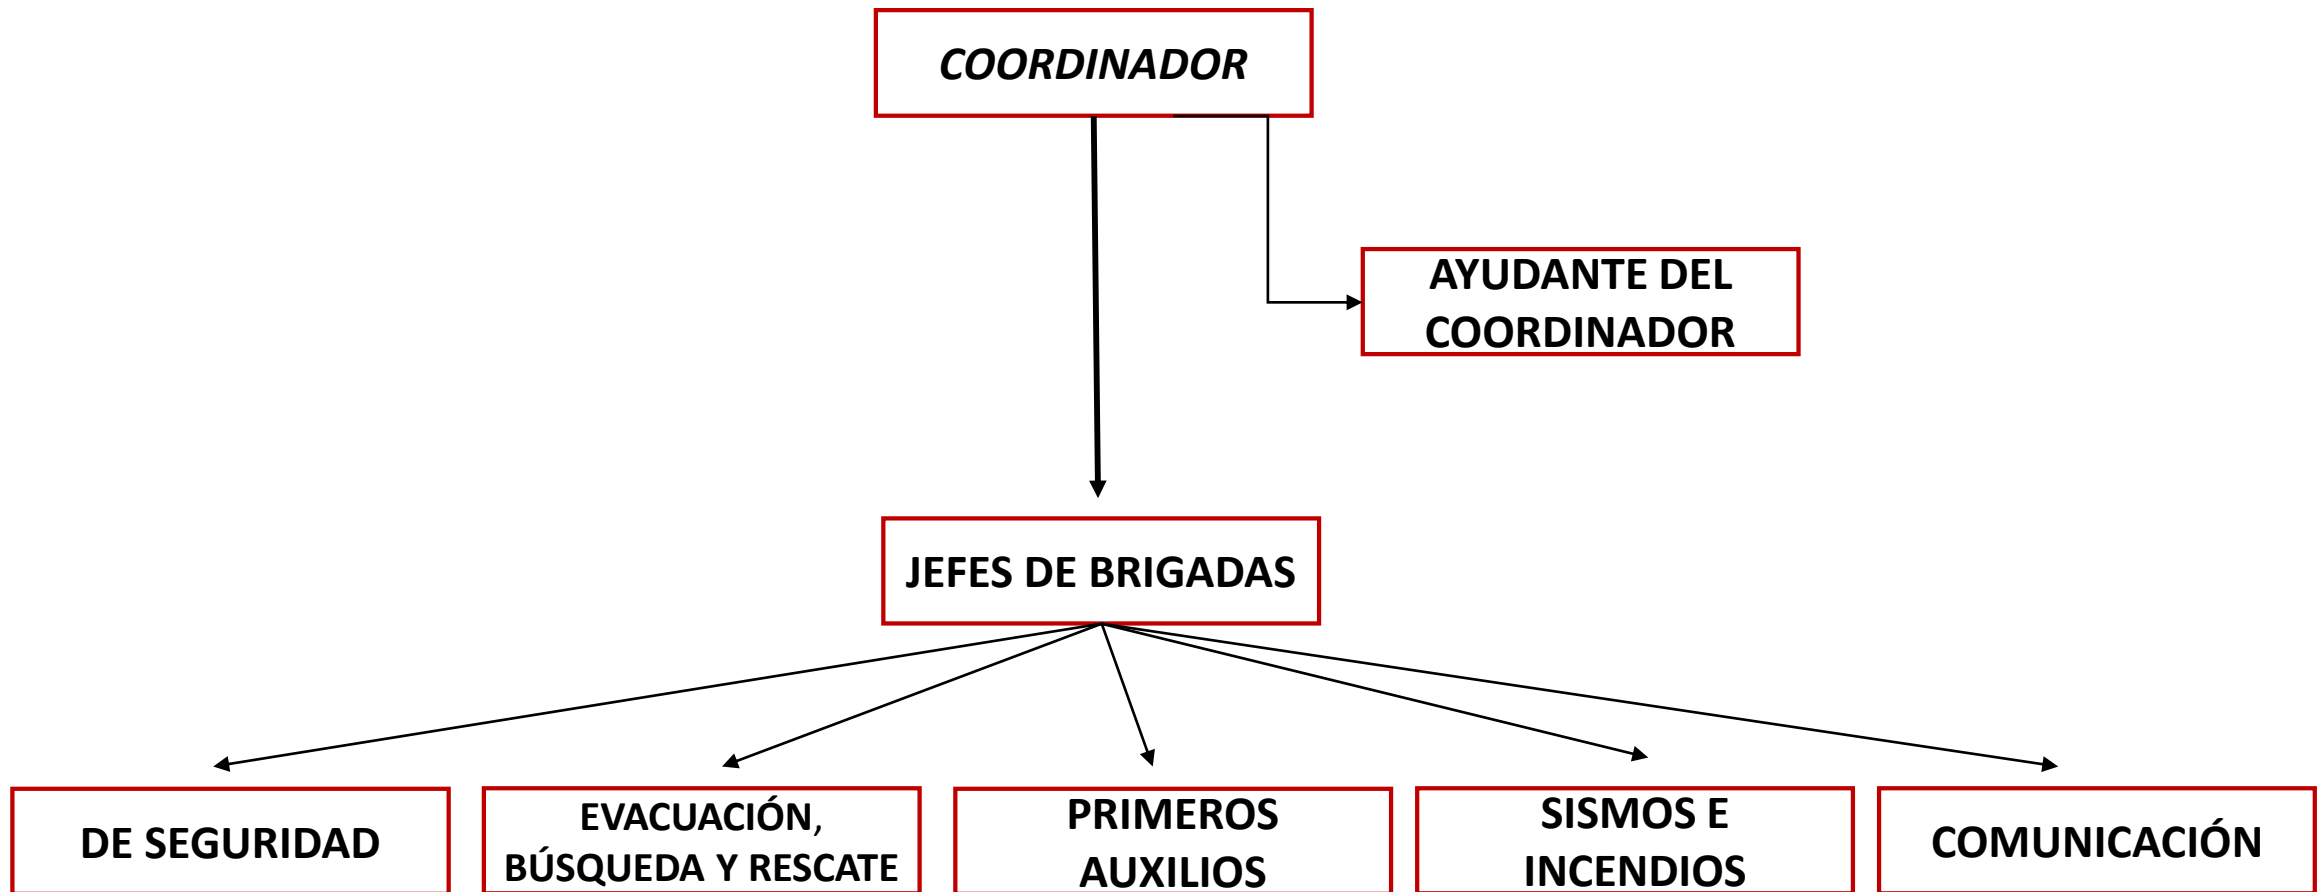 COORDINADOR
AYUDANTE DEL
COORDINADOR
JEFES DE BRIGADAS
DE SEGURIDAD
EVACUACIÓN,
BÚSQUEDA Y RESCATE
PRIMEROS
AUXILIOS
SISMOS E
INCENDIOS
COMUNICACIÓN